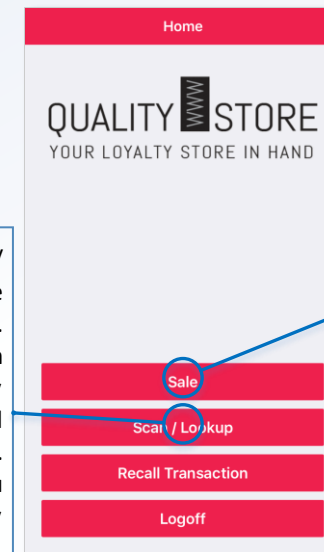 Home
QUALITY STORE
YOUR LOYALTY STORE IN HAND
Sale
Scan / Lookup
Recall Transaction
Logoff